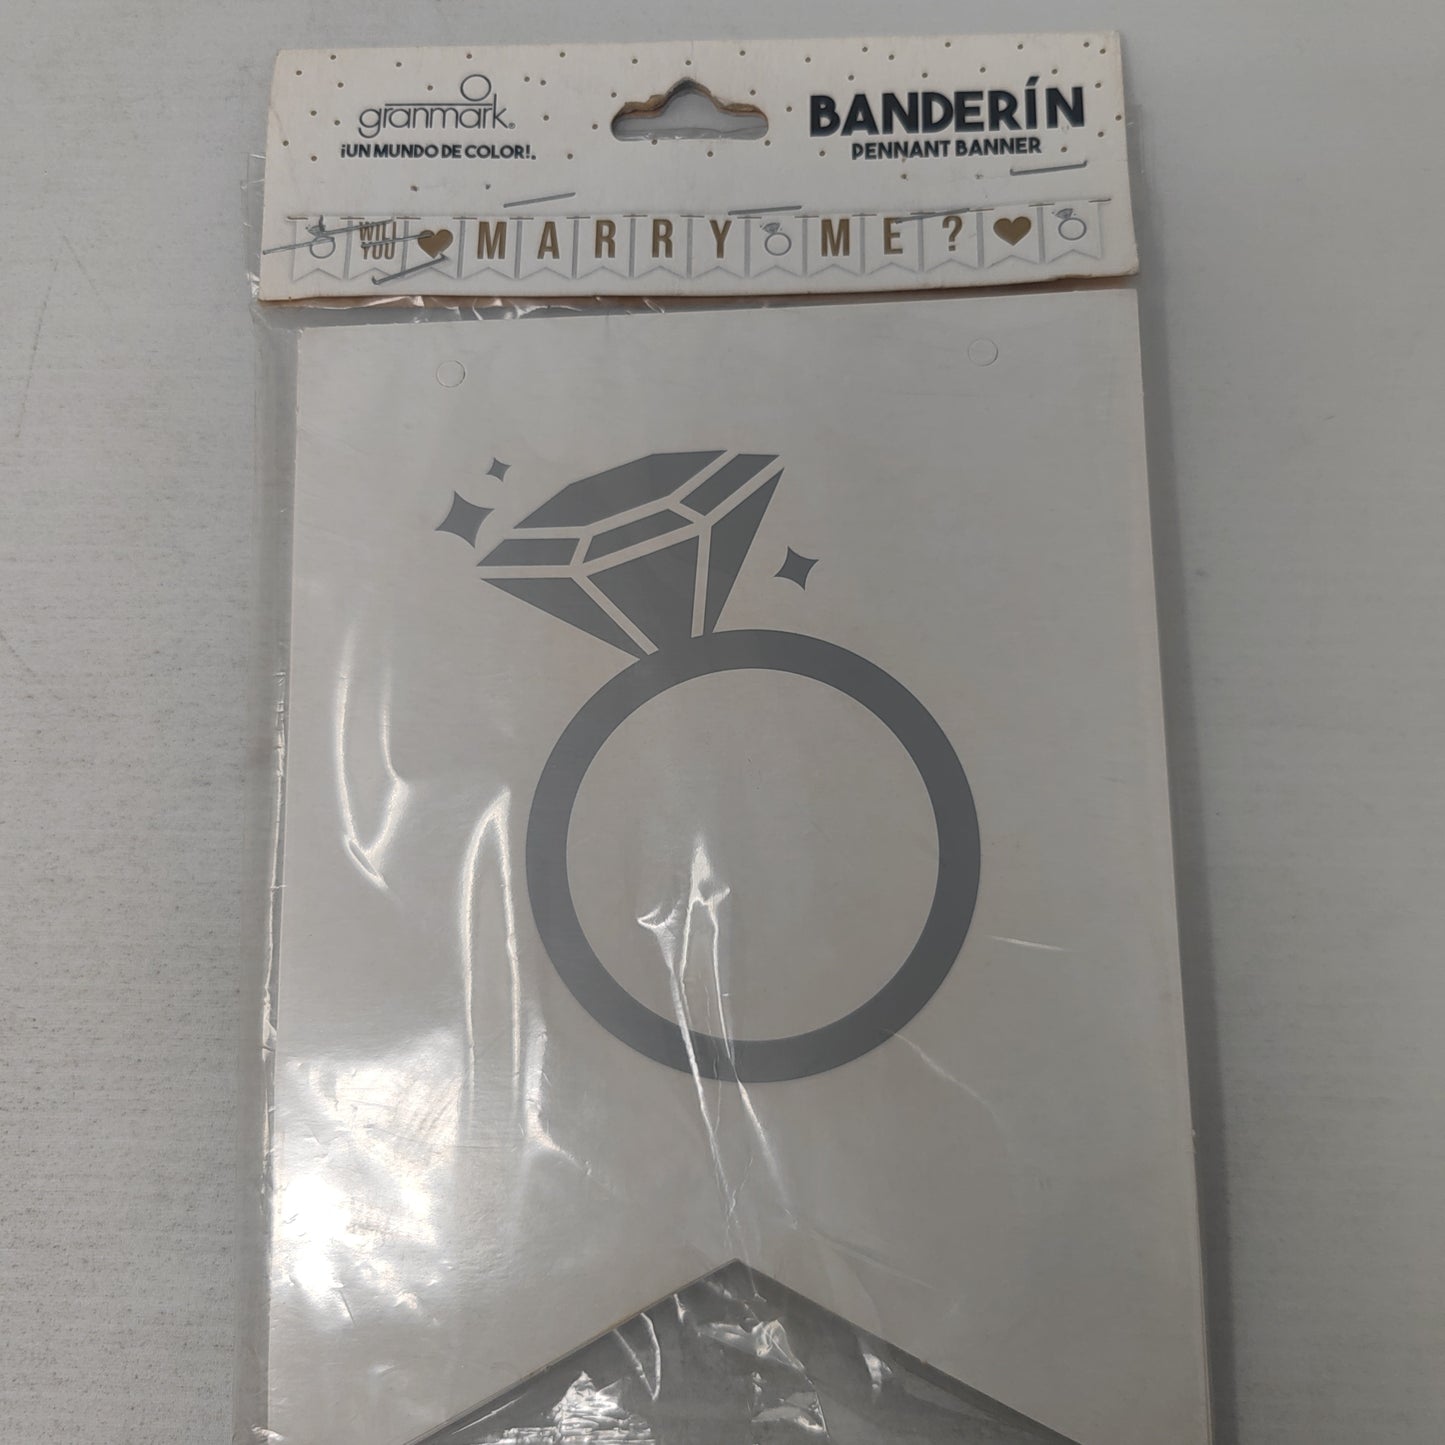 granmark®
¡UN MUNDO DE COLOR!®
BANDERÍN
PENNANT BANNER
WILL
YOU
MARRY ME?